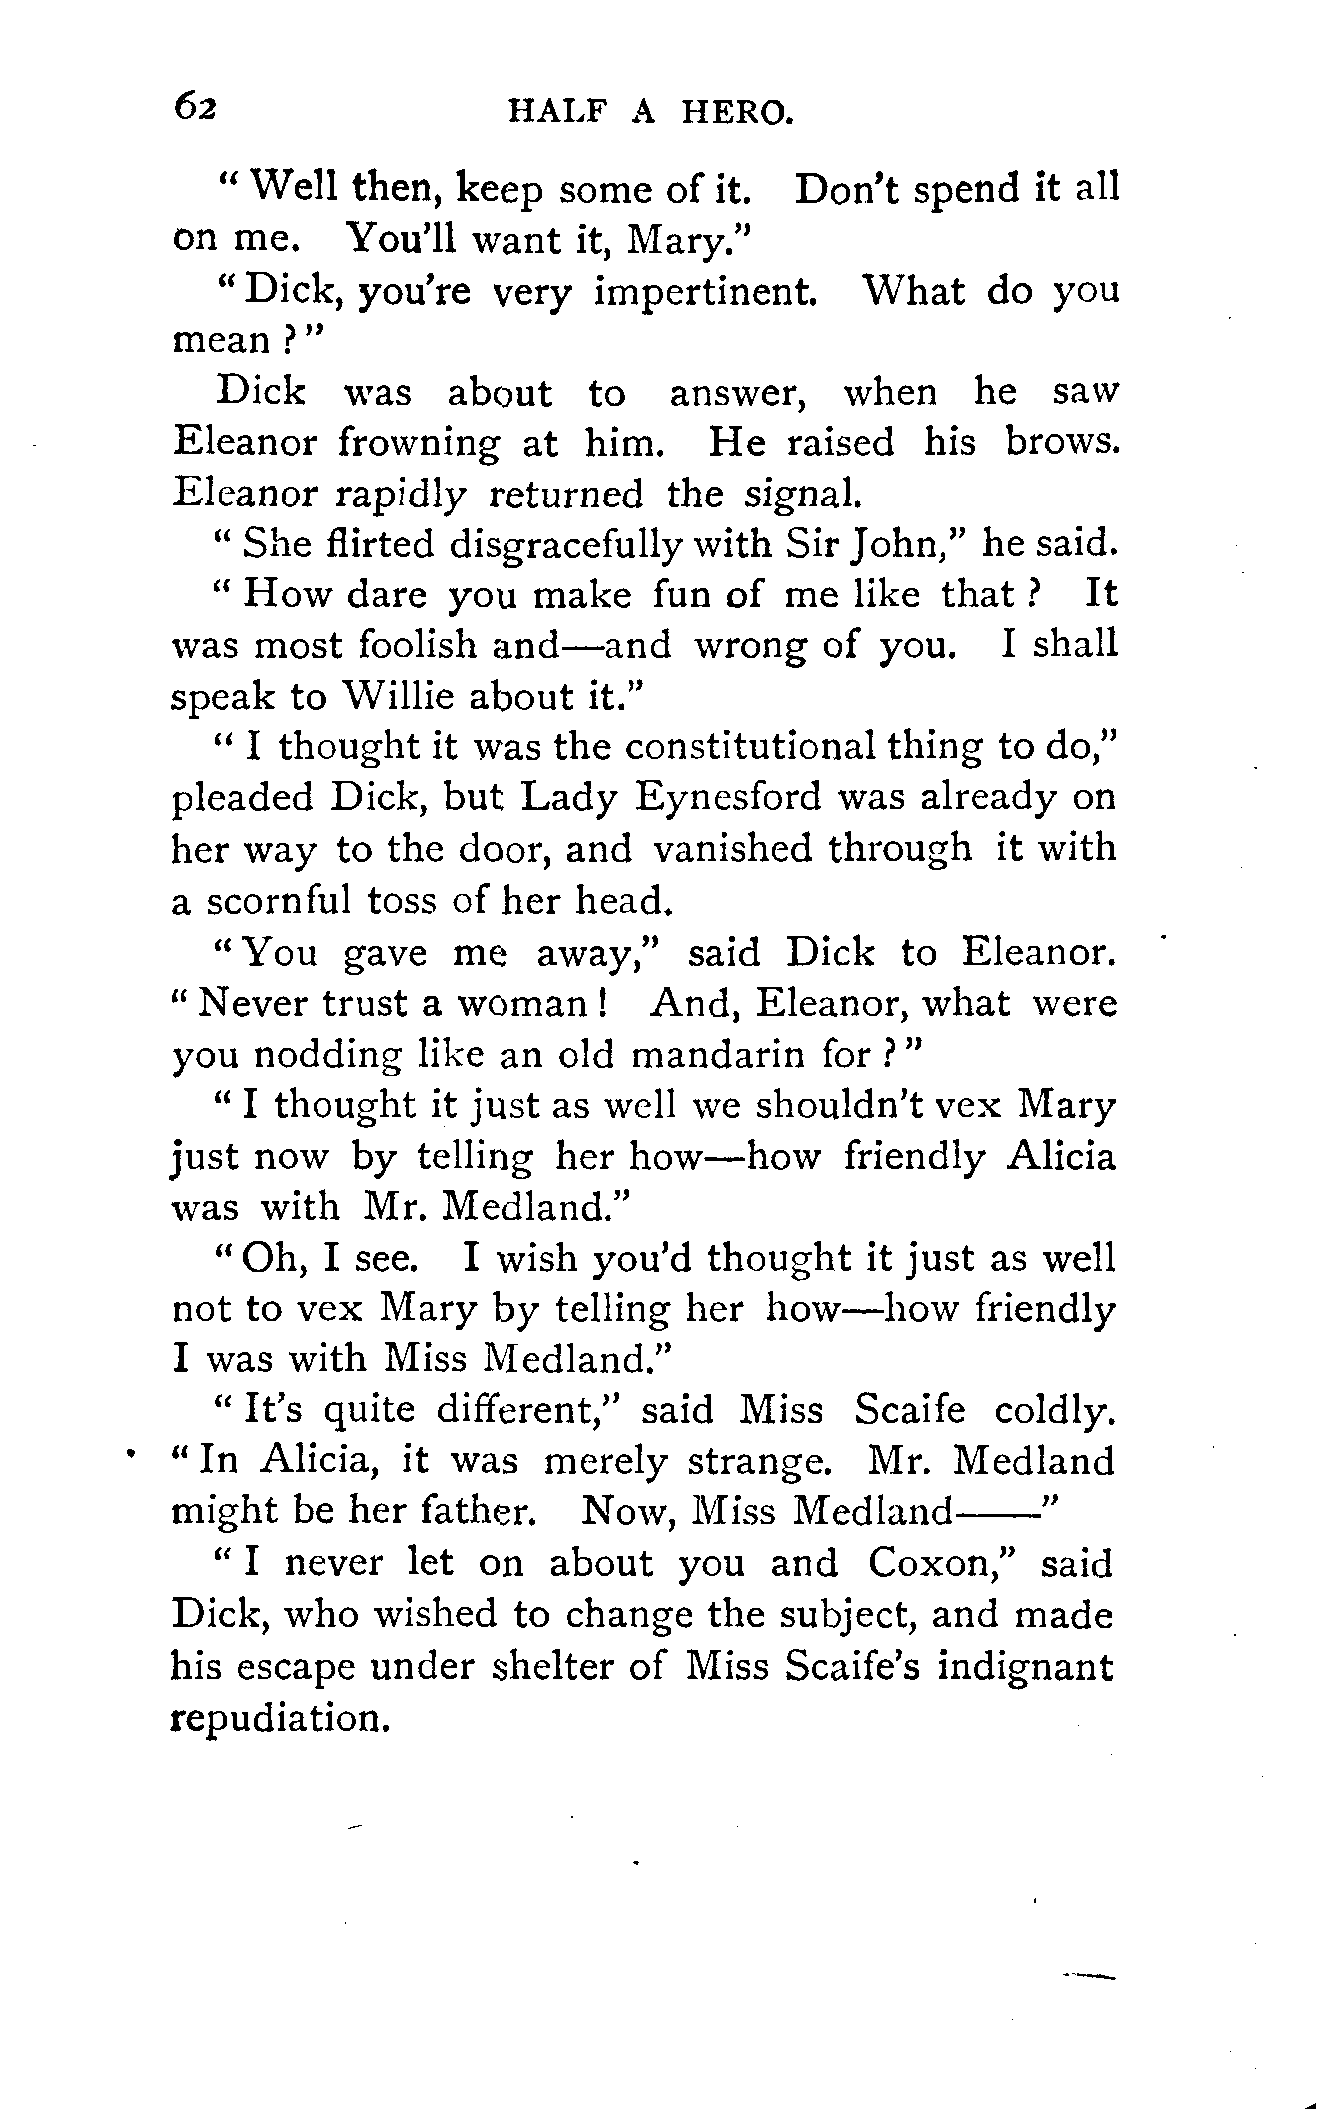 62 HALF A HERO.
“ Well then, keep some of it. Don't spend it all
on me. You'll want it, Mary.”
“ Dick, you're very impertinent. What do you
mean ? ”
Dick was about to answer, when he saw
Eleanor frowning at him. He raised his brows.
Eleanor rapidly returned the signal.
“ She flirted disgracefully with Sir John,” he said.
“ How dare you make fun of me like that ? It
was most foolish and—and wrong of you. I shall
speak to Willie about it.”
“ I thought it was the constitutional thing to do,”
pleaded Dick, but Lady Eynesford was already on
her way to the door, and vanished through it with
a scornful toss of her head.
“ You gave me away,” said Dick to Eleanor.
“ Never trust a woman ! And, Eleanor, what were
you nodding like an old mandarin for ? ”
“ I thought it just as well we shouldn't vex Mary
just now by telling her how—how friendly Alicia
was with Mr. Medland.”
“ Oh, I see. I wish you'd thought it just as well
not to vex Mary by telling her how—how friendly
I was with Miss Medland.”
“ It's quite different,” said Miss Scaife coldly.
“ In Alicia, it was merely strange. Mr. Medland
might be her father. Now, Miss Medland——”
“ I never let on about you and Coxon,” said
Dick, who wished to change the subject, and made
his escape under shelter of Miss Scaife's indignant
repudiation.